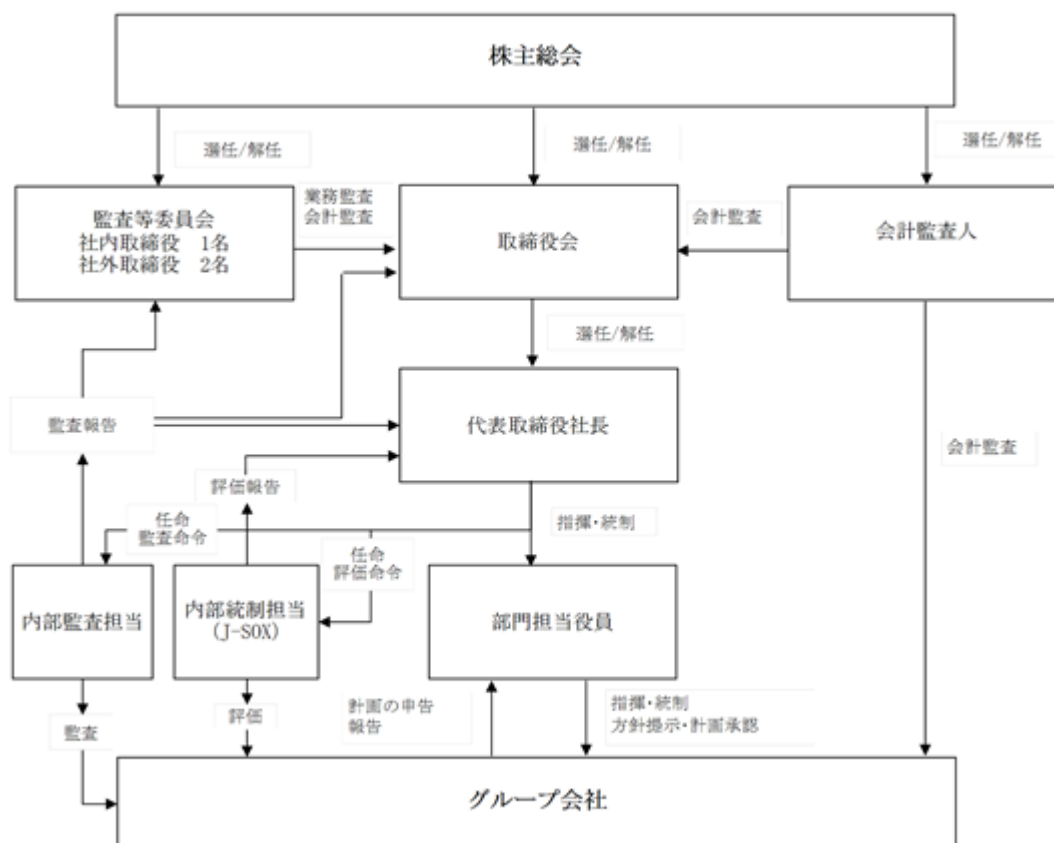 株主総会
選任/解任
選任/解任
選任/解任
監査等委員会
社内取締役　1名
社外取締役　2名
業務監査
会計監査
取締役会
会計監査
会計監査人
選任/解任
監査報告
代表取締役社長
会計監査
評価報告
任命
監査命令
任命
評価命令
指揮・統制
内部監査担当
内部統制担当
(J-SOX)
部門担当役員
監査
評価
計画の申告
報告
指揮・統制
方針提示・計画承認
グループ会社